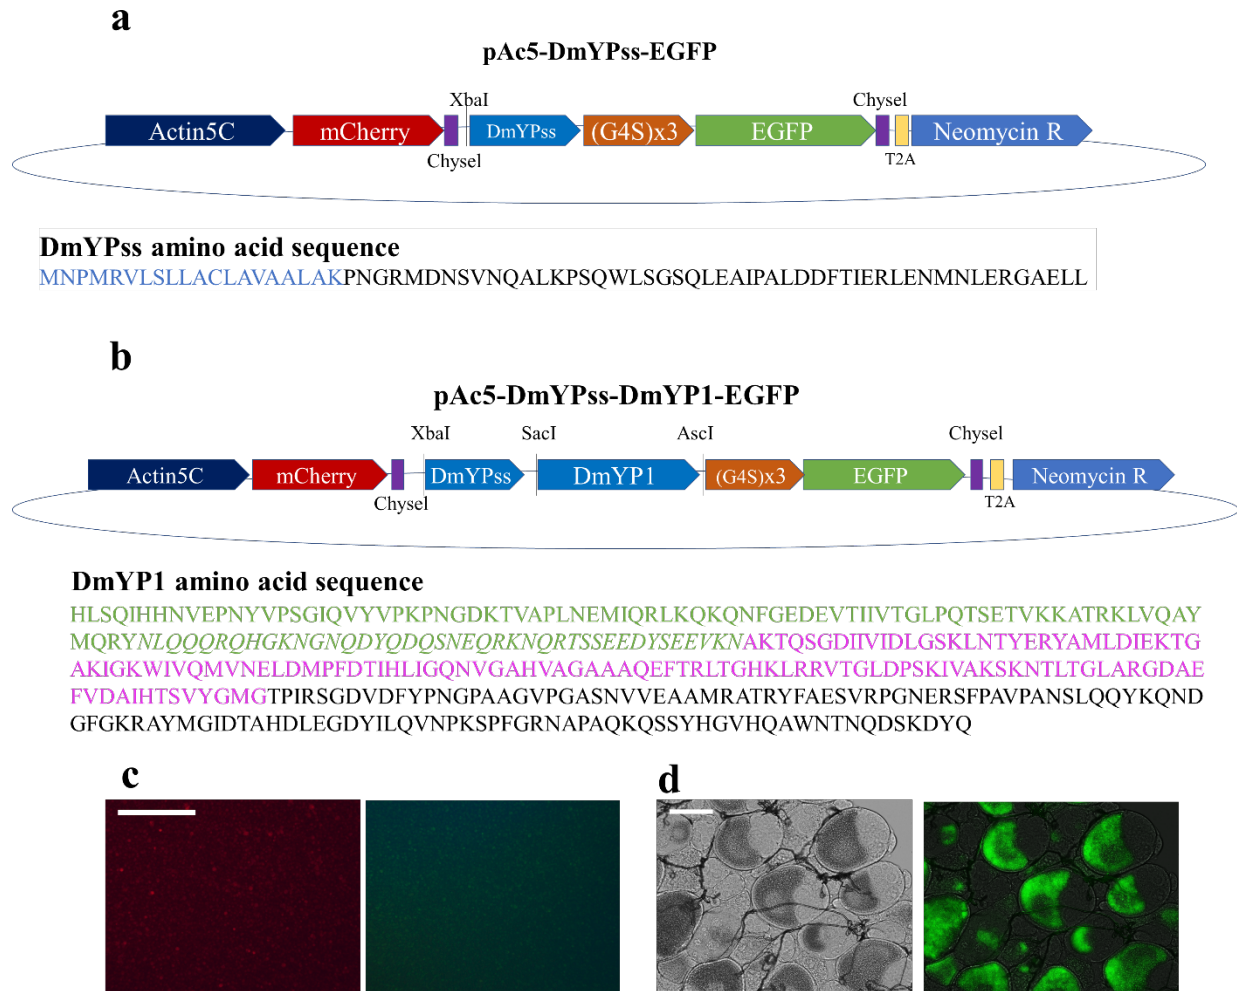 a
pAc5-DmYPss-EGFP
XbaI
Chysel
Actin5C
mCherry
DmYPss
(G4S)x3
EGFP
Neomycin R
Chysel
T2A
DmYPss amino acid sequence
MNPMRVLSLLACLAVAALAKPNGRMDNSVNQALKPSQWLSGSQLEAIPALDDFTIERLENMNLERGAELL
b
pAc5-DmYPss-DmYP1-EGFP
XbaI
SacI
AscI
Chysel
Actin5C
mCherry
DmYPss
DmYP1
(G4S)x3
EGFP
Neomycin R
Chysel
T2A
DmYP1 amino acid sequence
HLSQIHHNVEPNYVPSGIQVYVPKPNGDKTVAPLNEMIQRLKQKQNFGEDEVTIIVTGLPQTSETVKKATRKLVQAY
MQRYNLQQQRQHGKNGNQDYQDQSNEQRKNQRTSSEEDYSEEVKNAKTQSGDIIVIDLGSKLNTYERYAMLDIEKTG
AKIGKWIVQMVNELDMPFDTIHLIGQNVGAHVAGAAAQEFTRLTGHKLRRVTGLDPSKIVAKSKNTLTGLARGDAE
FVDAIHTSVYGMGTPIRSGDVDFYPNGPAAGVPGASNVVEAAMRATRYFAESVRPGNERSFPAVPANSLQQYKQND
GFGKRAYMGIDTAHDLEGDYILQVNPKSPFGRNAPAQKQSSYHGVHQAWNTNQDSKDYQ
c
d